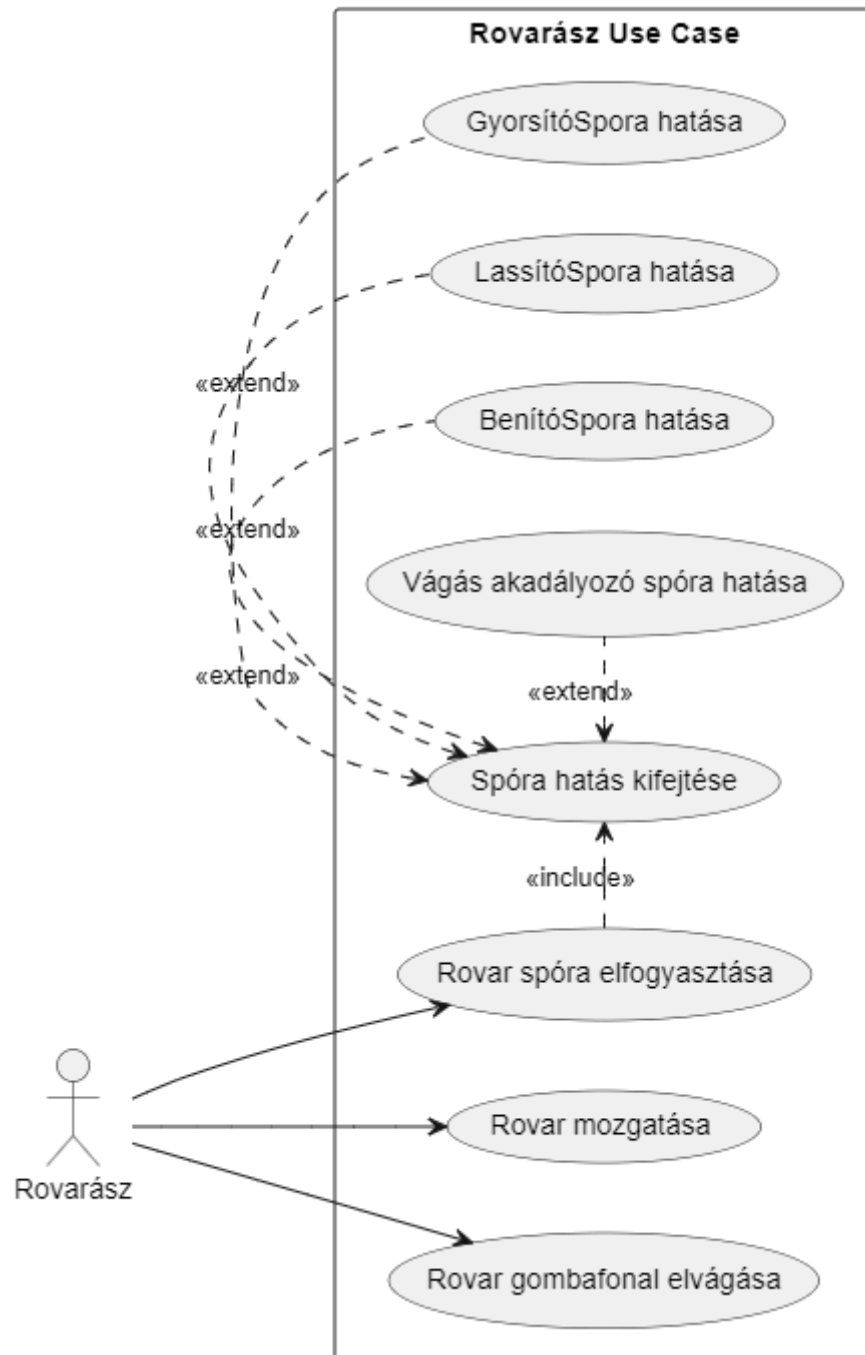 Rovarász Use Case
GyorsítóSpora hatása
LassítóSpora hatása
«extend»
BenítóSpora hatása
«extend»
Vágás akadályozó spóra hatása
«extend»
«extend»
Spóra hatás kifejtése
«include»
Rovar spóra elfogyasztása
Rovar mozgatása
Rovarász
Rovar gombafonal elvágása